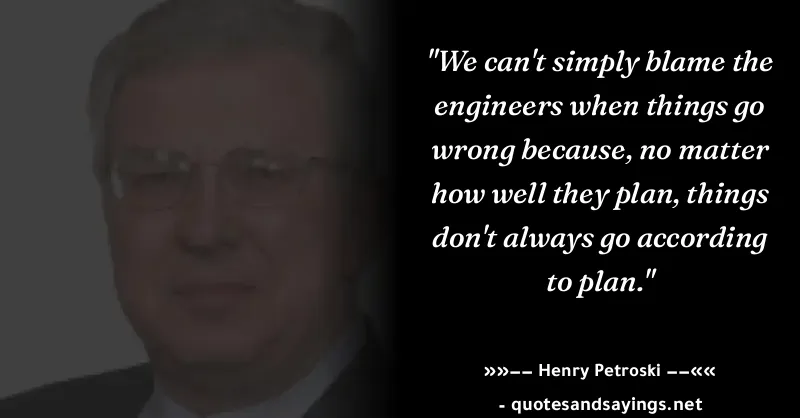 "We can't simply blame the
engineers when things go
wrong because, no matter
how well they plan, things
don't always go according
to plan."
»»−− Henry Petroski −−««
- quotesandsayings.net